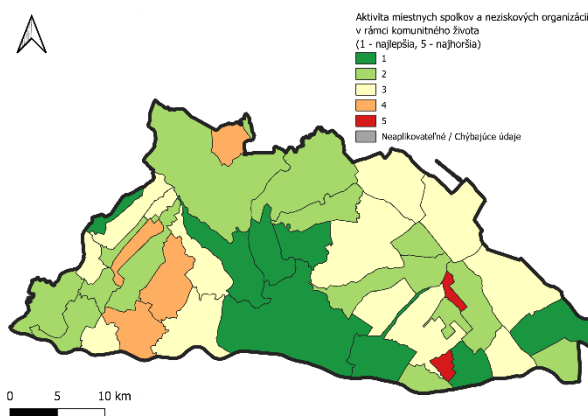 Aktivita miestnych spolkov a neziskových organizácií
v rámci komunitného života
(1 - najlepšia, 5 - najhoršia)
1
2
3
4
5
Neaplikovateľné / Chýbajúce údaje
0 5 10 km